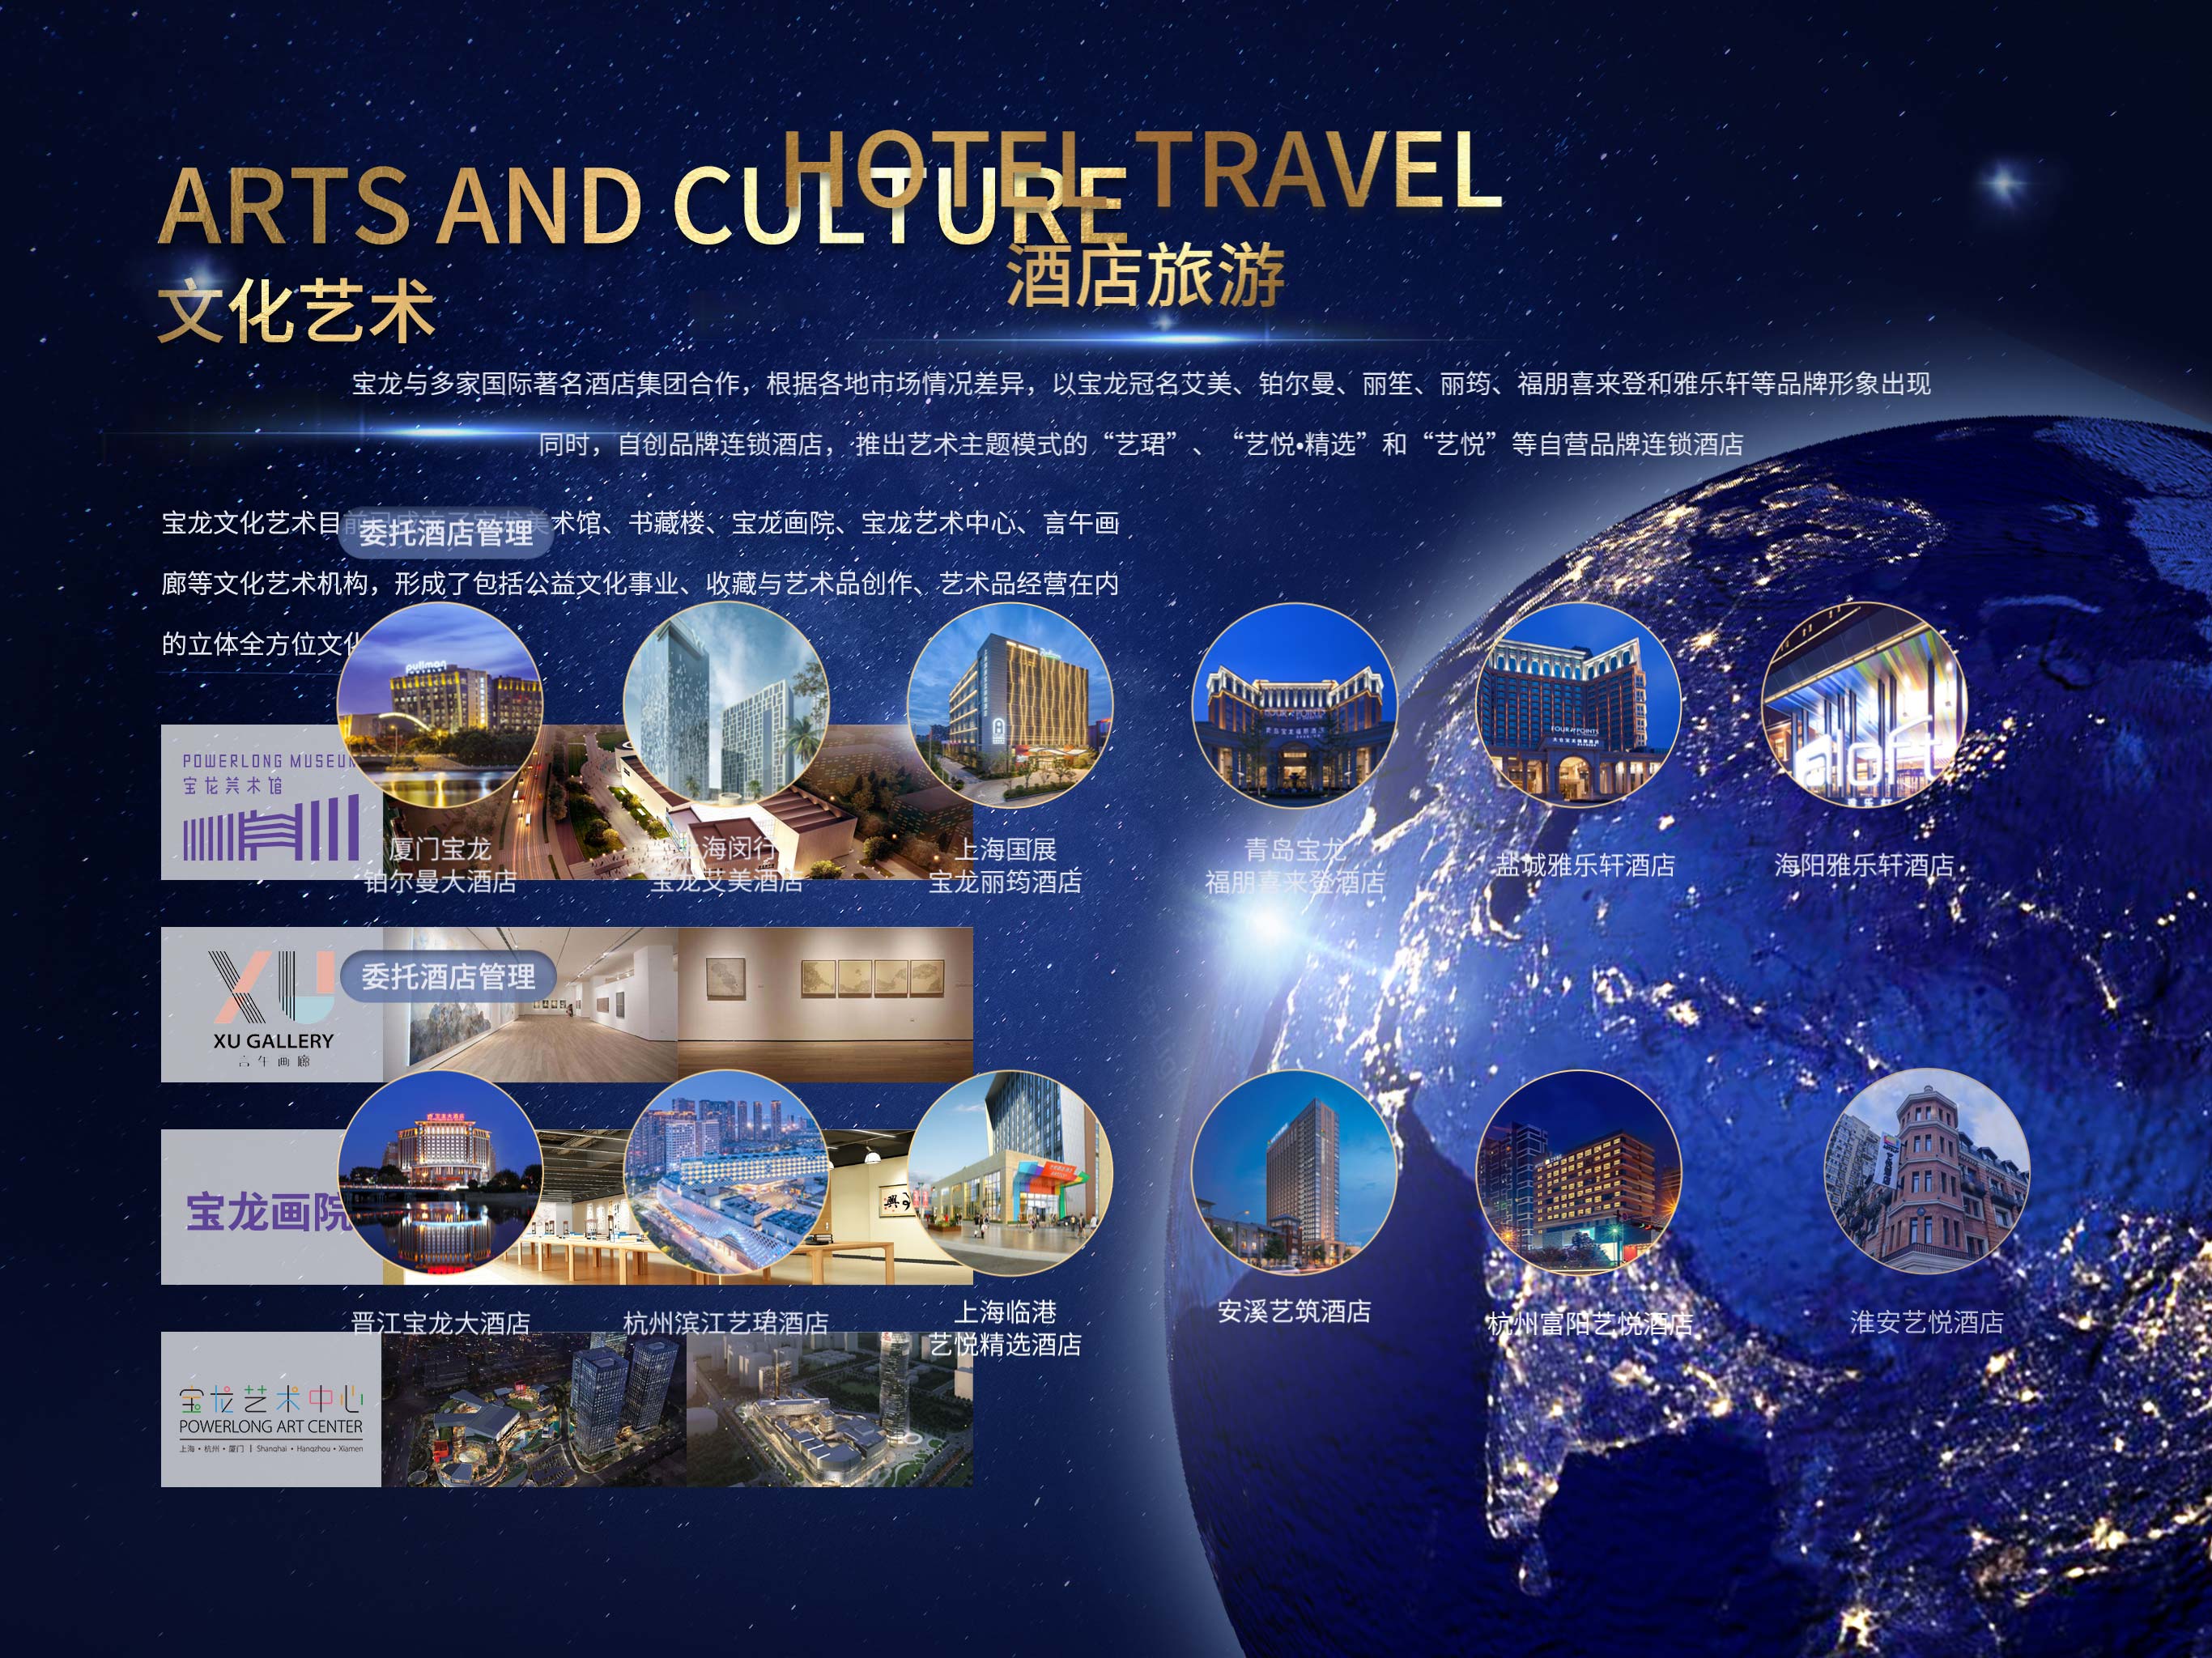 HOTEL TRAVEL
ARTS AND CULTURE
酒店旅游
文化艺术
宝龙与多家国际著名酒店集团合作，根据各地市场情况差异，以宝龙冠名艾美、铂尔曼、丽笙、丽筠、福朋喜来登和雅乐轩等品牌形象出现
同时，自创品牌连锁酒店，推出艺术主题模式的“艺珺”、“艺悦•精选”和“艺悦”等自营品牌连锁酒店
宝龙文化艺术目 术馆、书藏楼、宝龙画院、宝龙艺术中心、言午画
委托酒店管理
廊等文化艺术机构，形成了包括公益文化事业、收藏与艺术品创作、艺术品经营在内
的立体全方位文化
pullman
FOUR POINTS
aloft
POWERLONG MUSEUM
宝龙美术馆
厦门宝龙
铂尔曼大酒店
上海闵行
宝龙艾美酒店
上海国展
宝龙丽筠酒店
青岛宝龙
福朋喜来登酒店
盐城雅乐轩酒店
海阳雅乐轩酒店
委托酒店管理
XU
XU GALLERY
言午画廊
宝龙画院
晋江宝龙大酒店
杭州滨江艺珺酒店
上海临港
艺悦精选酒店
安溪艺筑酒店
杭州富阳艺悦酒店
淮安艺悦酒店
宝龙艺术中心
POWERLONG ART CENTER
上海•杭州•厦门 | Shanghai • Hangzhou • Xiamen